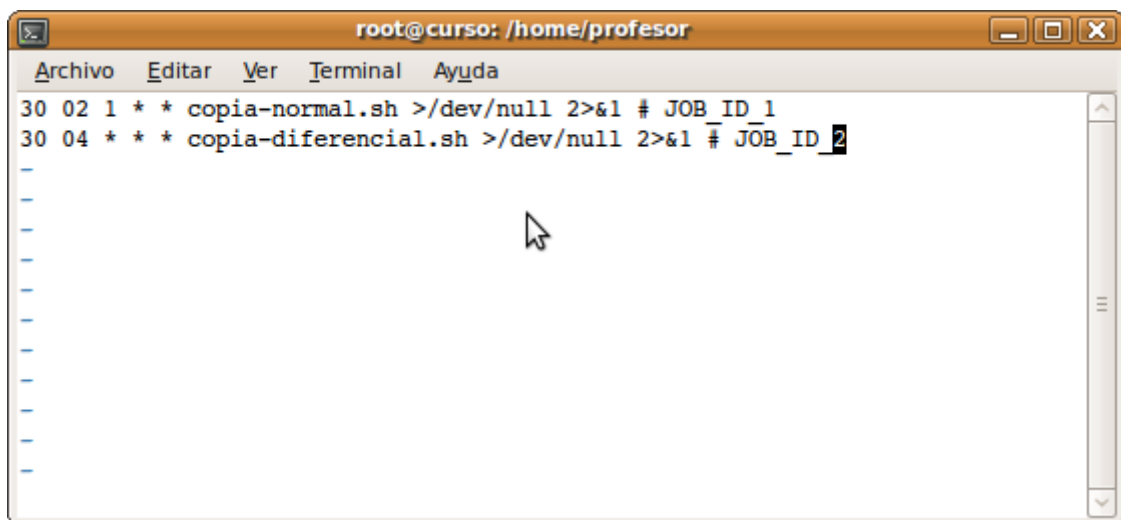 root@curso: /home/profesor
Archivo Editar Ver Terminal Ayuda
30 02 1 * * copia-normal.sh >/dev/null 2>&1 # JOB_ID_1
30 04 * * * copia-diferencial.sh >/dev/null 2>&1 # JOB_ID_2
~
~
~
~
~
~
~
~
~
~
~